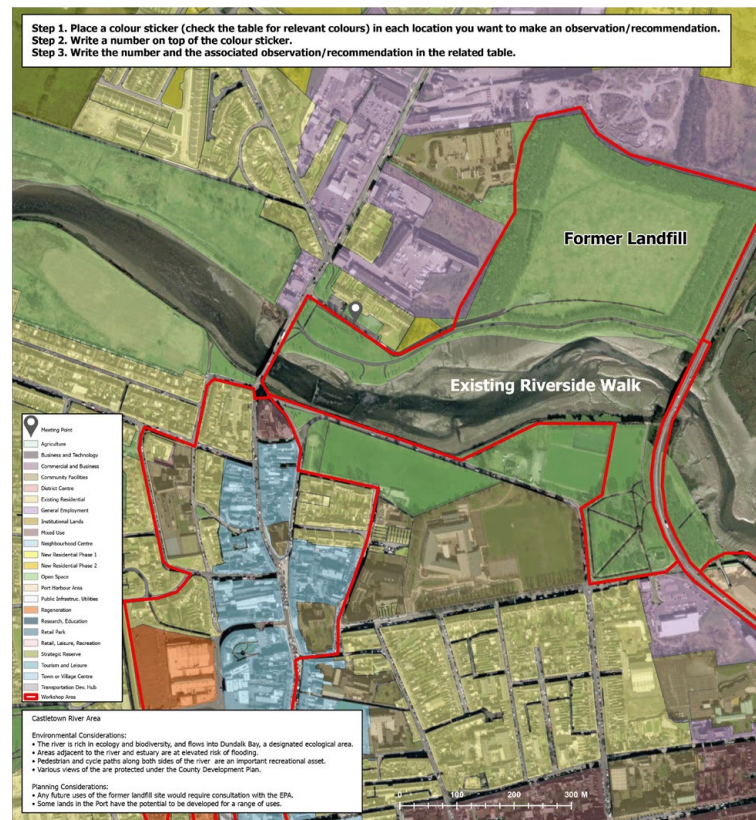 Step 1. Place a colour sticker (check the table for relevant colours) in each location you want to make an observation/recommendation.
Step 2. Write a number on top of the colour sticker.
Step 3. Write the number and the associated observation/recommendation in the related table.
Former Landfill
Existing Riverside Walk
Meeting Point
Agriculture
Business and Technology
Commercial and Business
Community Facilities
District Centre
Existing Residential
General Employment
Institutional Lands
Mixed Use
Neighbourhood Centre
New Residential Phase 1
New Residential Phase 2
Open Space
Port Harbour Area
Public Infrastruc. Utilities
Regeneration
Research, Education
Retail Park
Retail, Leisure, Recreation
Strategic Reserve
Tourism and Leisure
Town or Village Centre
Transportation Dev. Hub
Workshop Area
Castletown River Area
Environmental Considerations:
• The river is rich in ecology and biodiversity, and flows into Dundalk Bay, a designated ecological area.
• Areas adjacent to the river and estuary are at elevated risk of flooding.
• Pedestrian and cycle paths along both sides of the river are an important recreational asset.
• Various views of the are protected under the County Development Plan.
Planning Considerations:
• Any future uses of the former landfill site would require consultation with the EPA.
• Some lands in the Port have the potential to be developed for a range of uses.
0 100 200 300 M